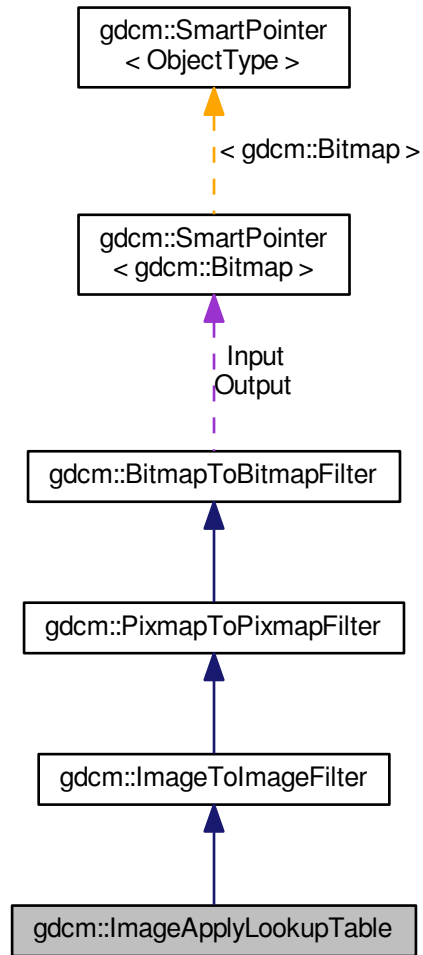 gdcm::SmartPointer
< ObjectType >
< gdcm::Bitmap >
gdcm::SmartPointer
< gdcm::Bitmap >
Input
Output
gdcm::BitmapToBitmapFilter
gdcm::PixmapToPixmapFilter
gdcm::ImageToImageFilter
gdcm::ImageApplyLookupTable